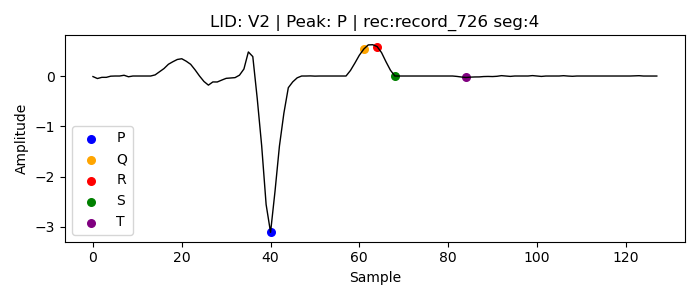 LID: V2 | Peak: P | rec:record_726 seg:4
Amplitude
0
−1
−2
−3
P
Q
R
S
T
0 20 40 60 80 100 120
Sample